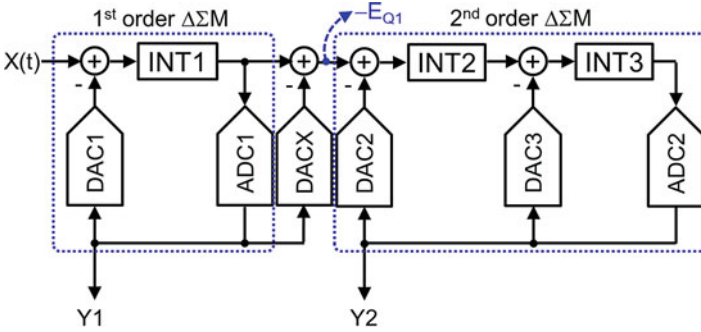 1st order ΔΣM
–EQ1
2nd order ΔΣM
X(t)
+
INT1
+
+
INT2
+
INT3
-
-
-
-
DAC1
ADC1
DACX
DAC2
DAC3
ADC2
Y1
Y2